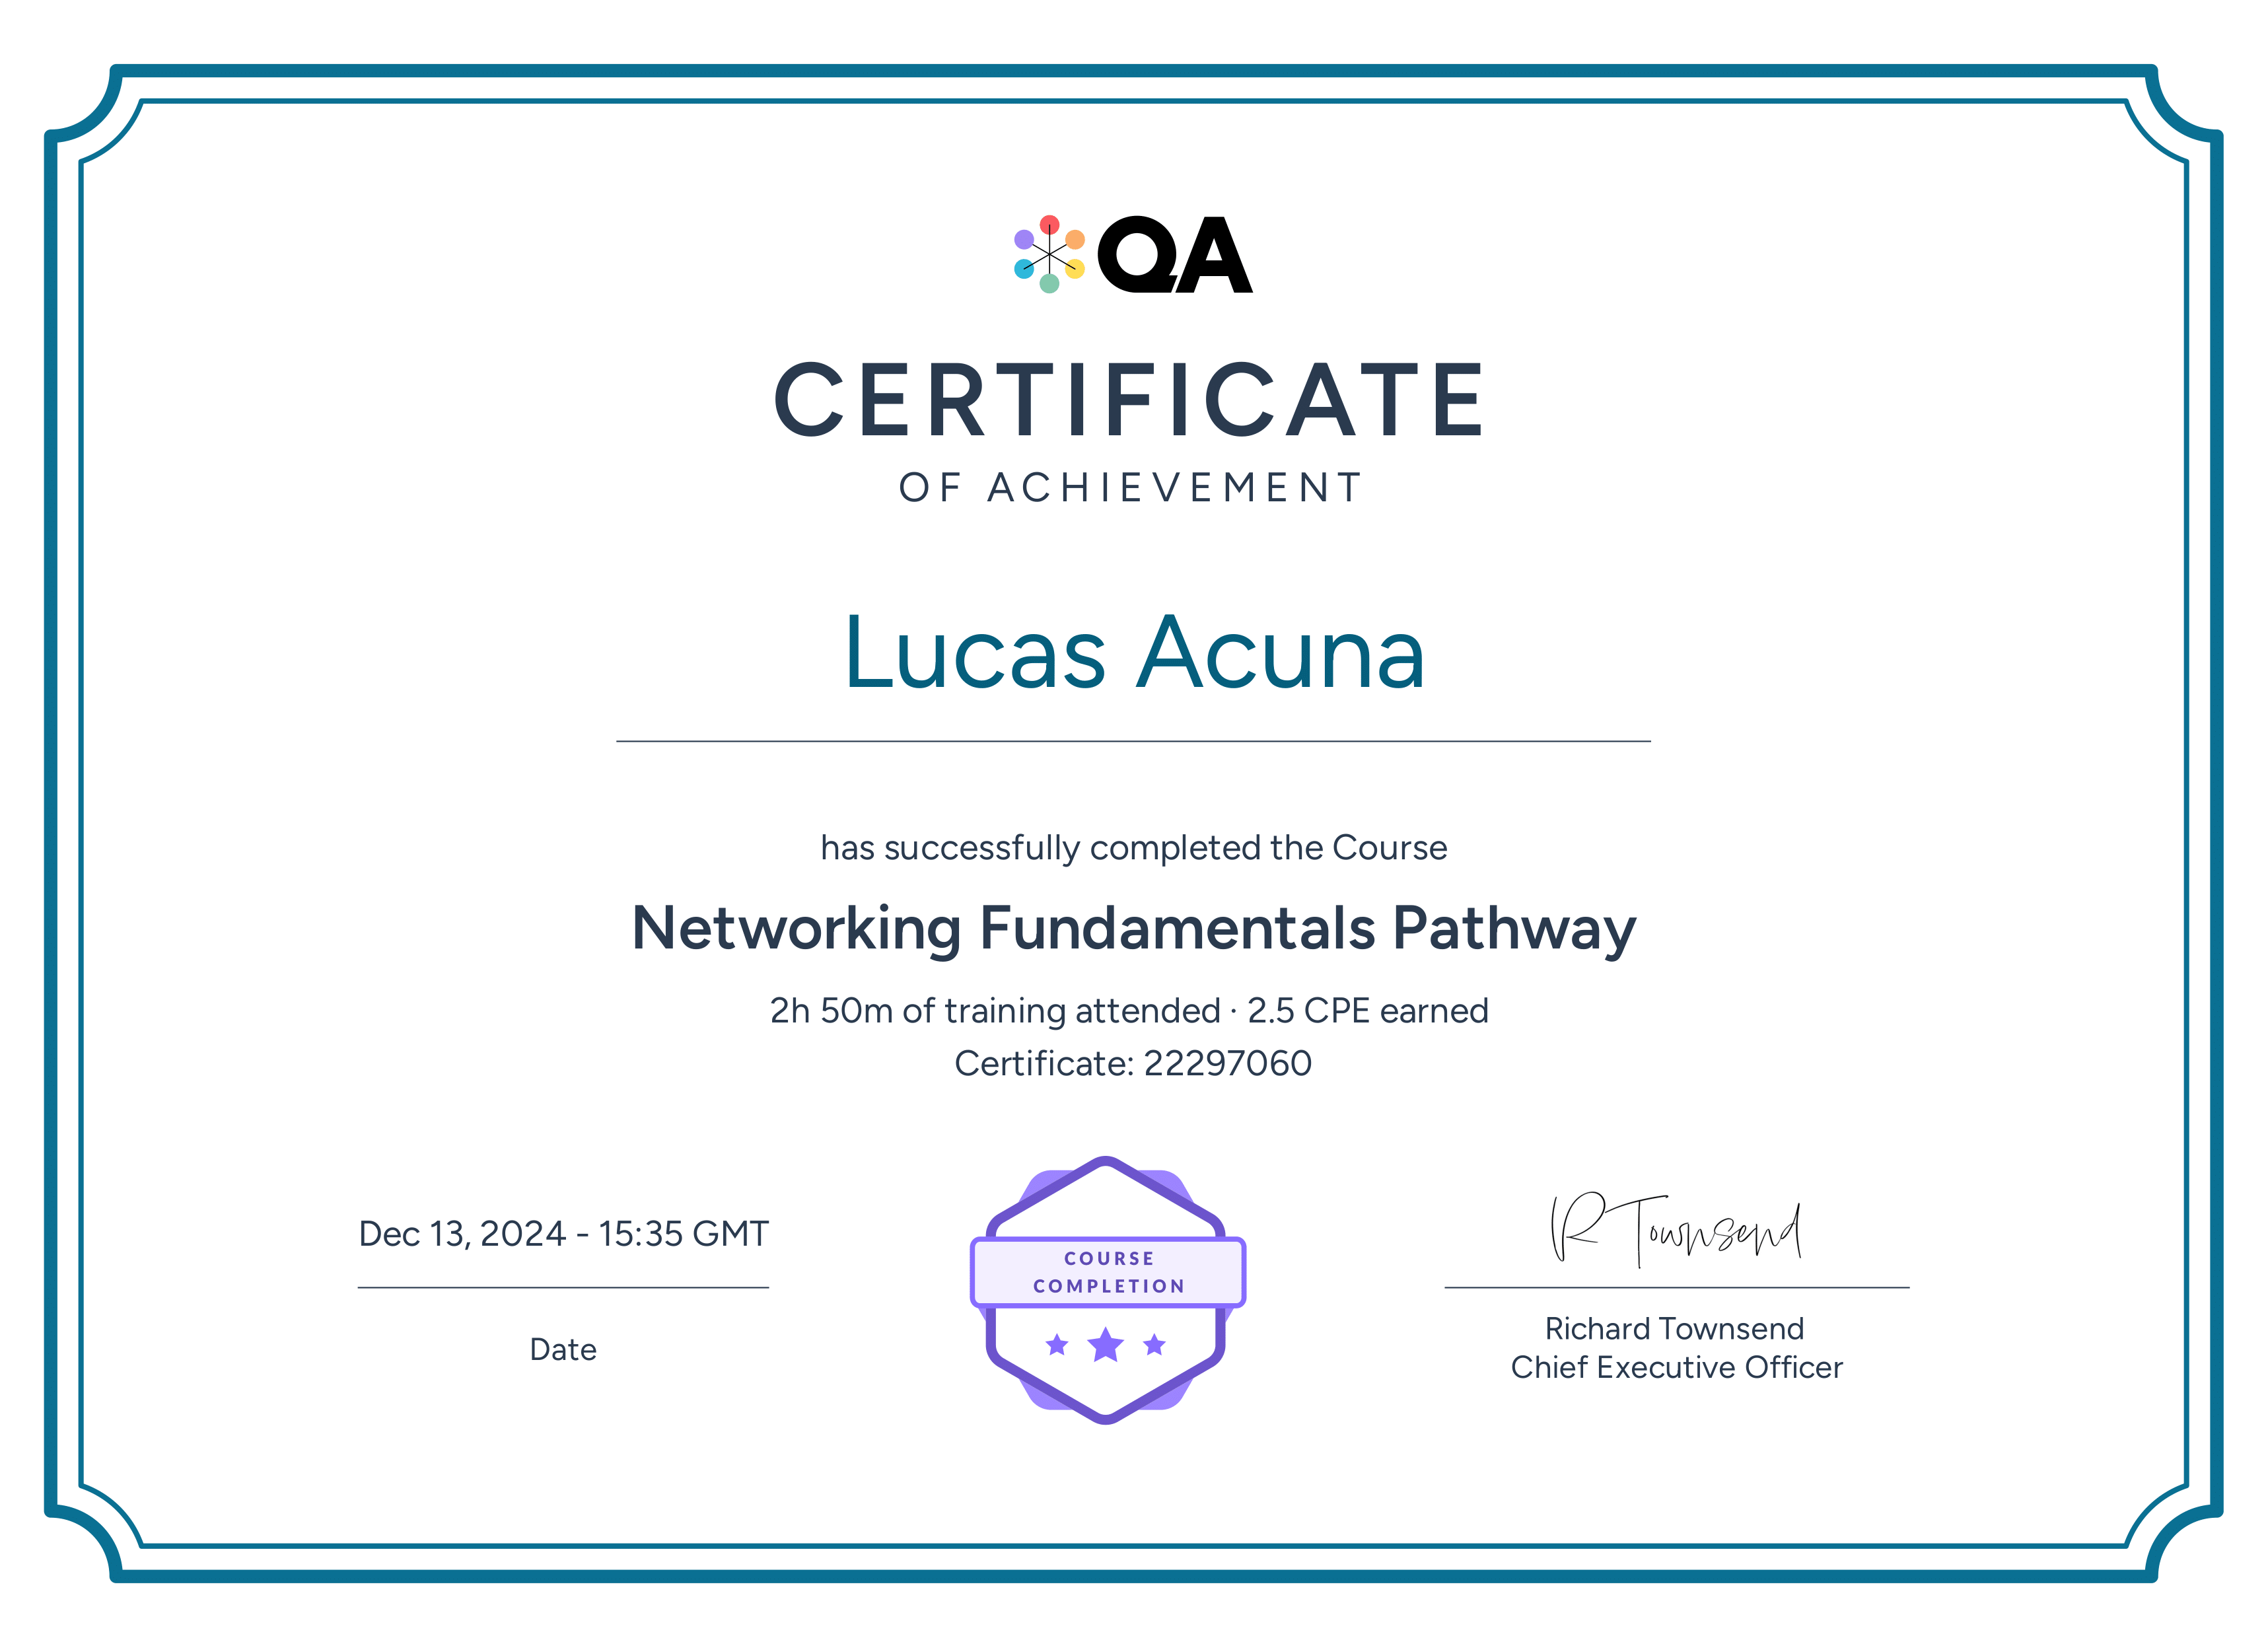 QA
CERTIFICATE
OF ACHIEVEMENT
Lucas Acuna
has successfully completed the Course
Networking Fundamentals Pathway
2h 50m of training attended · 2.5 CPE earned
Certificate: 22297060
Dec 13, 2024 - 15:35 GMT
Date
COURSE
COMPLETION
R Townsend
Richard Townsend
Chief Executive Officer